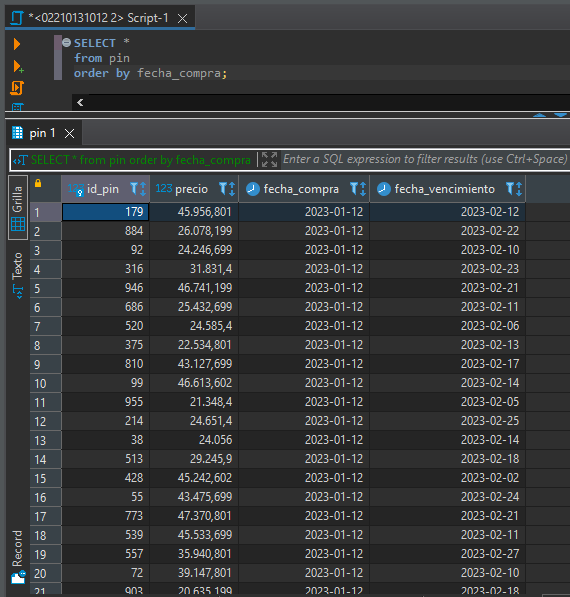 *<02210131012 2> Script-1
SELECT *
from pin
order by fecha_compra;
pin 1
SELECT * from pin order by fecha_compra Enter a SQL expression to filter results (use Ctrl+Space)
Grilla
Texto
Record
123 id_pin 123 precio fecha_compra fecha_vencimiento
1 179 45.956,801 2023-01-12 2023-02-12
2 884 26.078,199 2023-01-12 2023-02-22
3 92 24.246,699 2023-01-12 2023-02-10
4 316 31.831,4 2023-01-12 2023-02-23
5 946 46.741,199 2023-01-12 2023-02-21
6 686 25.432,699 2023-01-12 2023-02-11
7 520 24.585,4 2023-01-12 2023-02-06
8 375 22.534,801 2023-01-12 2023-02-13
9 810 43.127,699 2023-01-12 2023-02-17
10 99 46.613,602 2023-01-12 2023-02-14
11 955 21.348,4 2023-01-12 2023-02-05
12 214 24.651,4 2023-01-12 2023-02-25
13 38 24.056 2023-01-12 2023-02-14
14 513 29.245,9 2023-01-12 2023-02-18
15 428 45.242,602 2023-01-12 2023-02-02
16 55 43.475,699 2023-01-12 2023-02-24
17 773 47.370,801 2023-01-12 2023-02-21
18 539 45.533,699 2023-01-12 2023-02-11
19 557 35.940,801 2023-01-12 2023-02-27
20 72 39.147,801 2023-01-12 2023-02-10
21 903 20.635,199 2023-01-12 2023-02-18